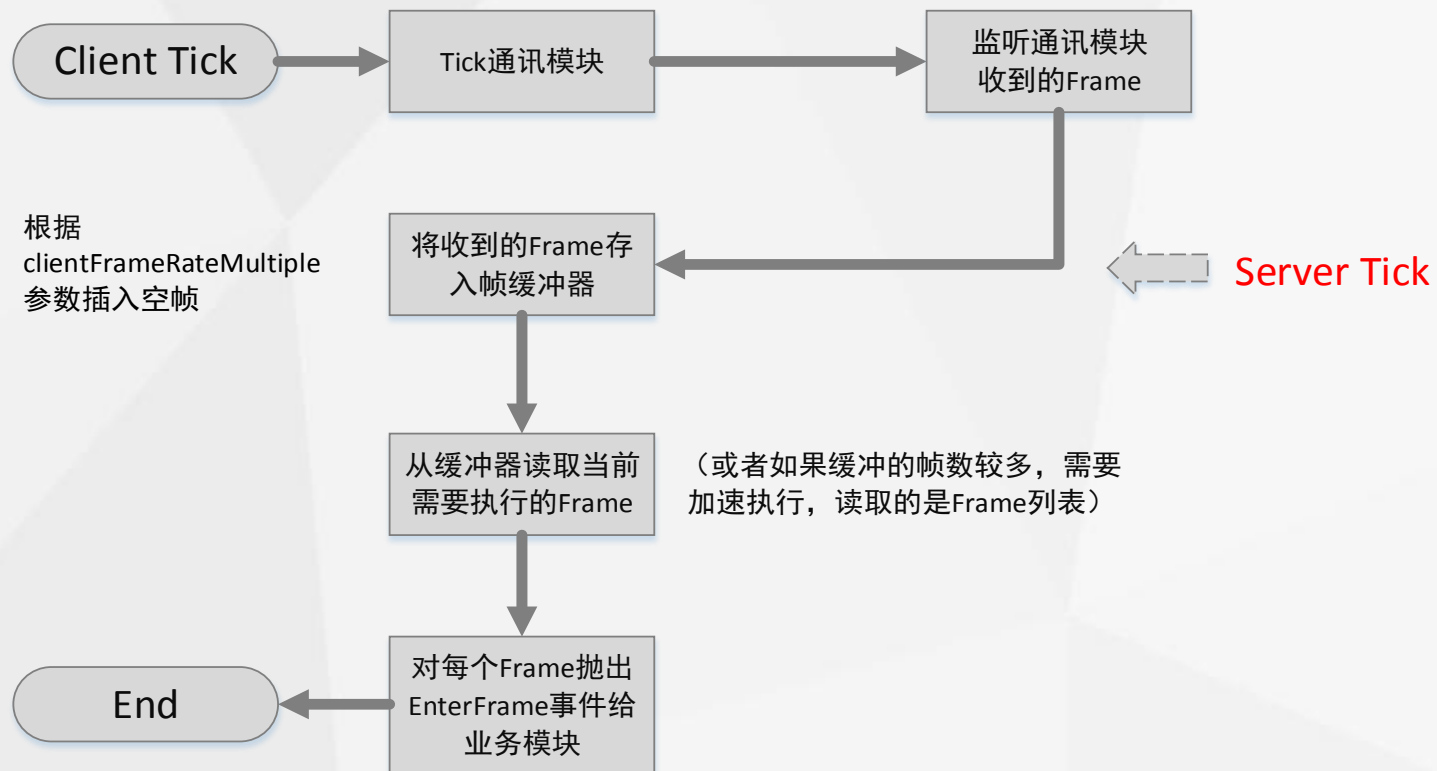 Client Tick
Tick通讯模块
监听通讯模块
收到的Frame
根据
clientFrameRateMultiple
参数插入空帧
将收到的Frame存
入帧缓冲器
Server Tick
从缓冲器读取当前
需要执行的Frame
（或者如果缓冲的帧数较多，需要
加速执行，读取的是Frame列表）
End
对每个Frame抛出
EnterFrame事件给
业务模块